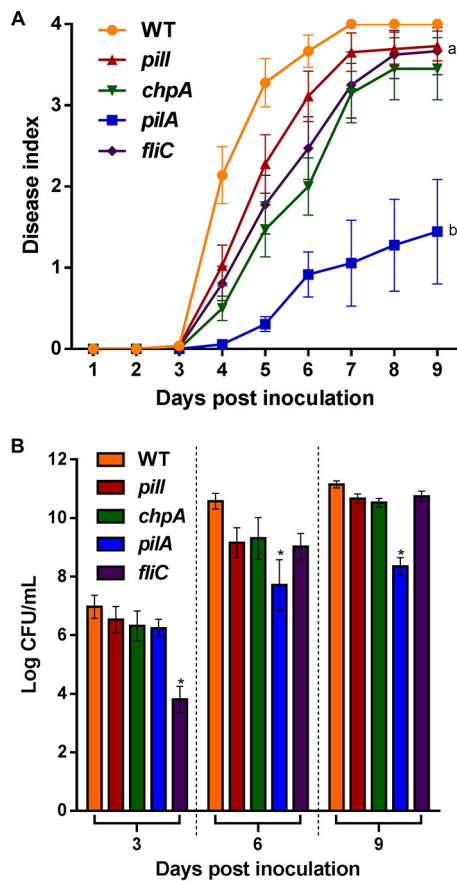 A
WT
pilI
chpA
pilA
fliC
Disease index
4
3
2
1
0
a
b
1 2 3 4 5 6 7 8 9
Days post inoculation
B
WT
pilI
chpA
pilA
fliC
Log CFU/mL
12
10
8
6
4
2
0
*
*
*
3 6 9
Days post inoculation